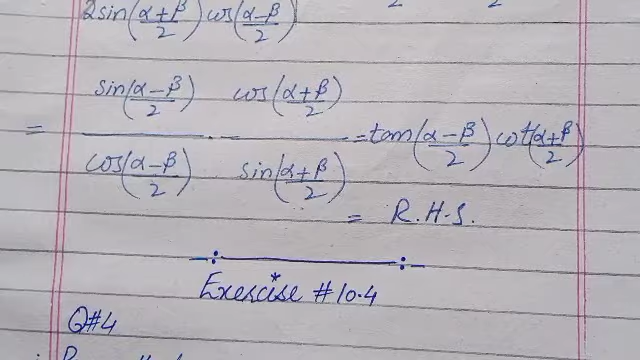 2sin(α+β/2) cos(α-β/2)
= sin(α-β/2)/cos(α-β/2) · cos(α+β/2)/sin(α+β/2) = tan(α-β/2) cot(α+β/2)
= R.H.S.
Exercise #10.4
Q#4